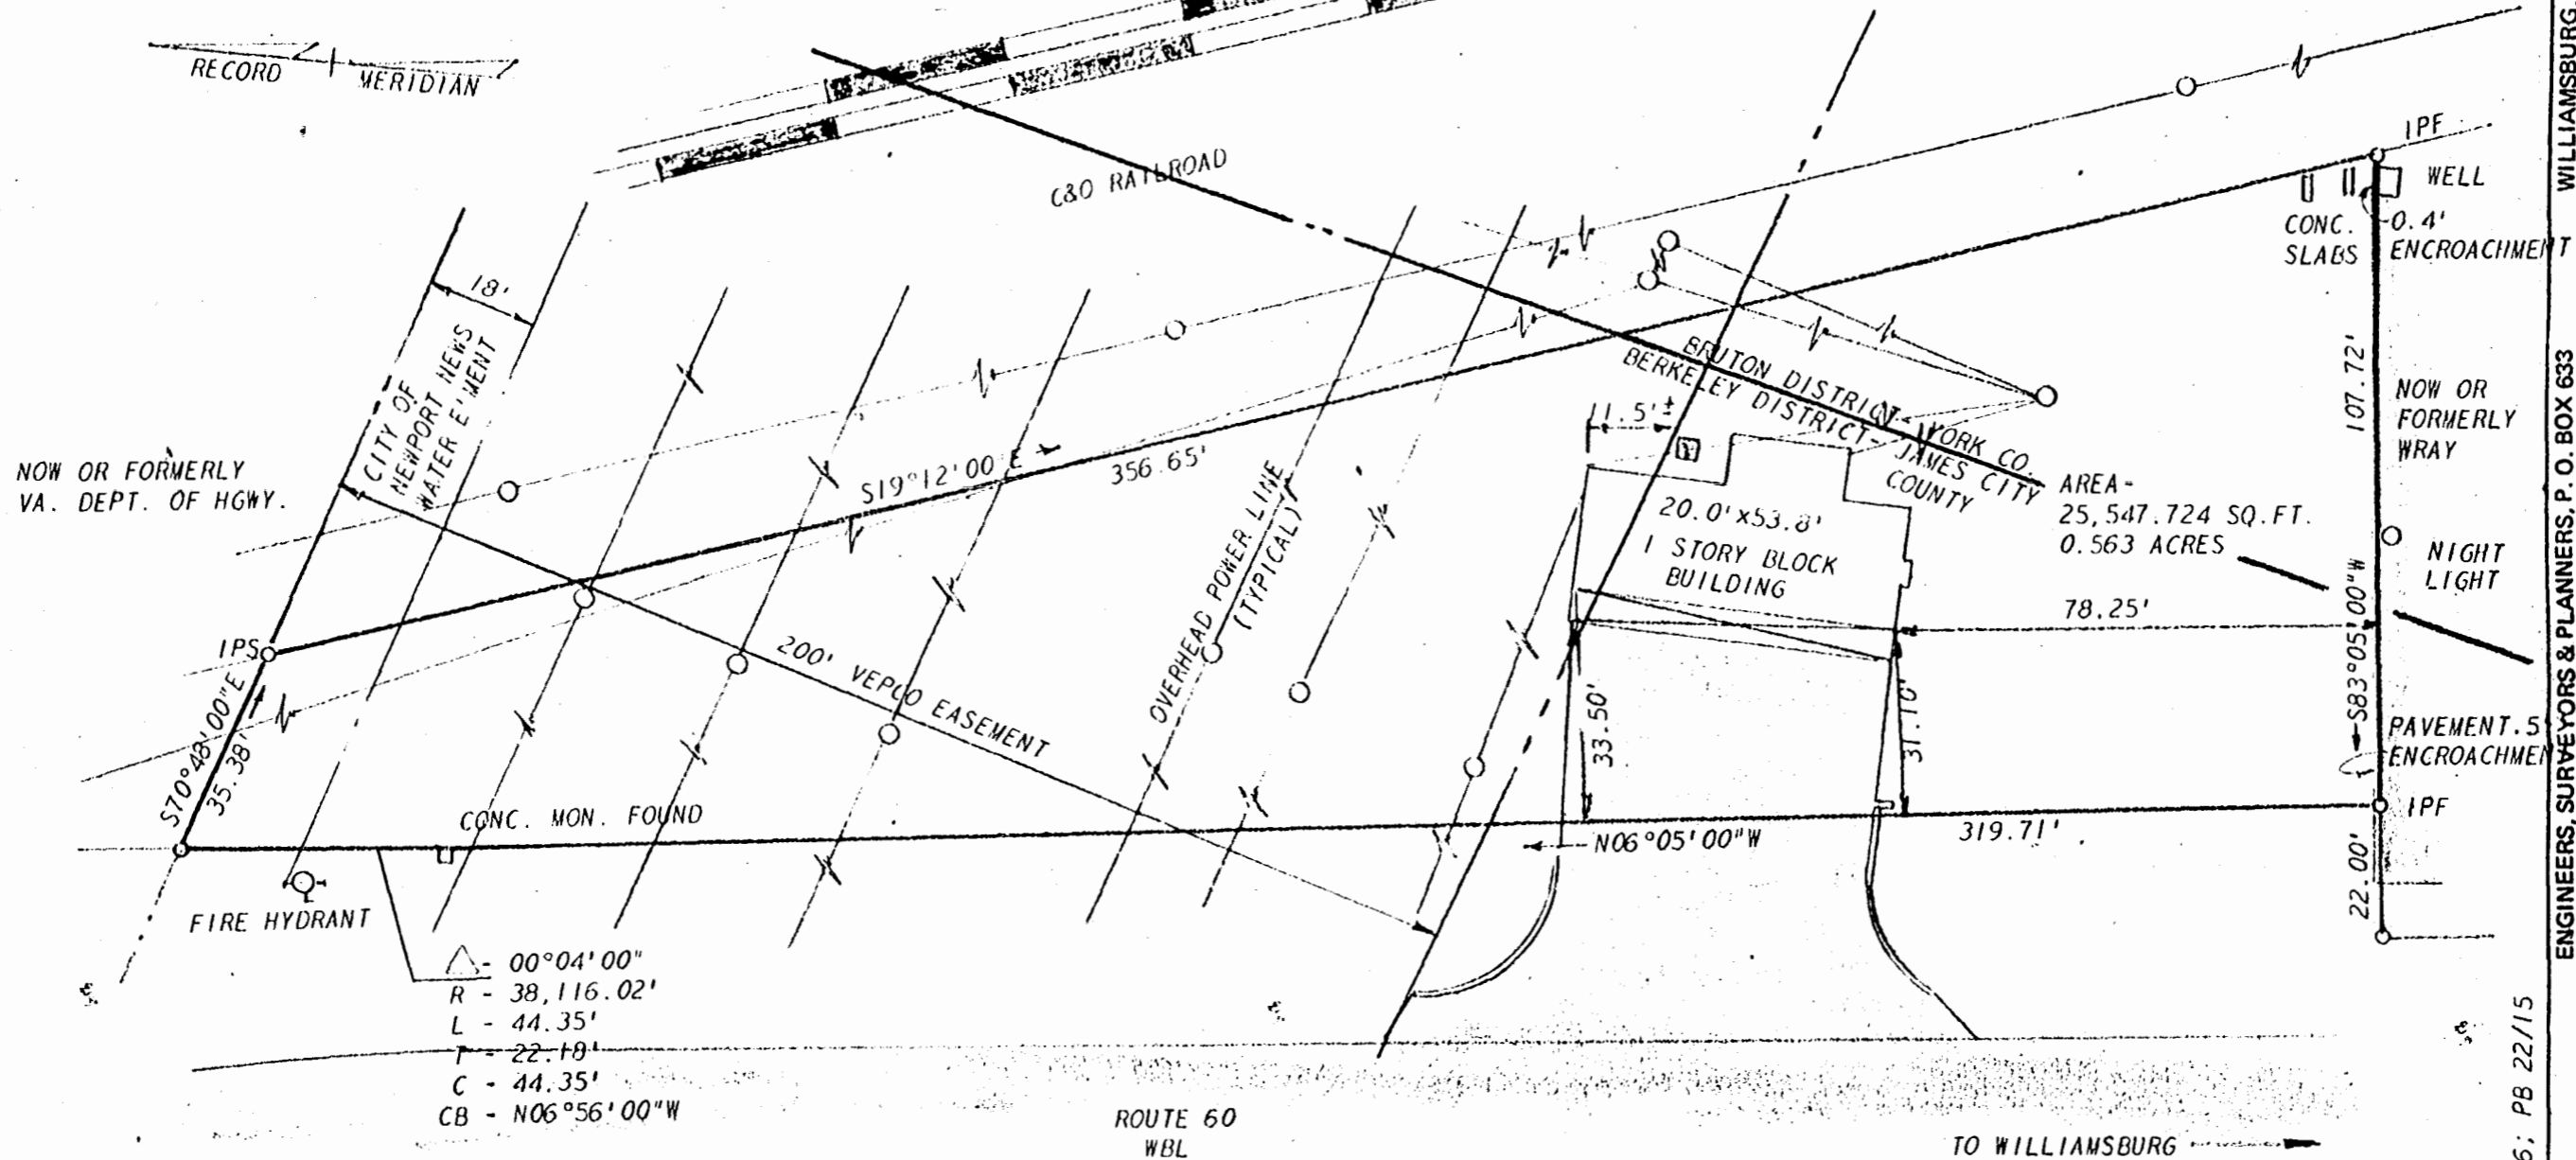 RECORD
MERIDIAN
C&O RAILROAD
IPF
WELL
CONC.
SLABS
0.4'
ENCROACHMENT
18'
CITY OF
NEWPORT NEWS
WATER E'MENT
NOW OR FORMERLY
VA. DEPT. OF HGWY.
S19°12'00 E
356.65'
BRUTON DISTRICT- YORK CO.
BERKELEY DISTRICT- JAMES CITY
COUNTY
11.5'±
107.72'
NOW OR
FORMERLY
WRAY
AREA-
25,547.724 SQ.FT.
0.563 ACRES
20.0'x53.8'
1 STORY BLOCK
BUILDING
OVERHEAD POWER LINE
(TYPICAL)
NIGHT
LIGHT
78.25'
S83°05'00"W
IPS
200' VEPCO EASEMENT
S70°48'00"E
35.38'
33.50'
31.10'
PAVEMENT .5
ENCROACHMEN
CONC. MON. FOUND
N06°05'00"W
319.71'
IPF
22.00'
FIRE HYDRANT
△- 00°04'00"
R - 38,116.02'
L - 44.35'
T - 22.18'
C - 44.35'
CB - N06°56'00"W
ROUTE 60
WBL
TO WILLIAMSBURG
6; PB 22/15
ENGINEERS, SURVEYORS & PLANNERS, P. O. BOX 633 WILLIAMSBURG,